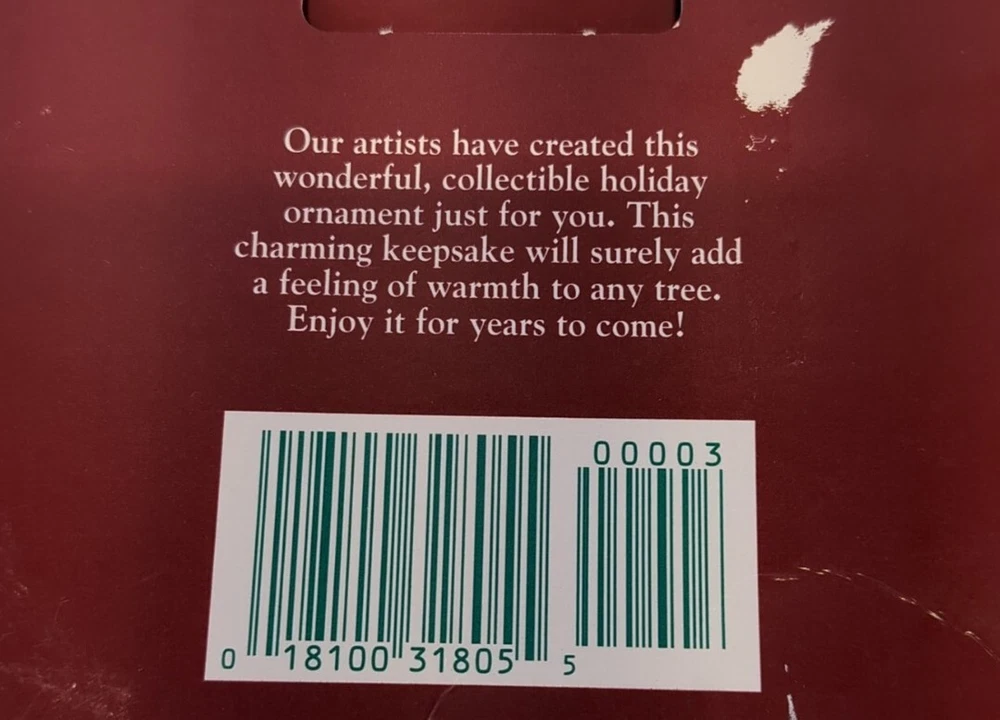 Our artists have created this
wonderful, collectible holiday
ornament just for you. This
charming keepsake will surely add
a feeling of warmth to any tree.
Enjoy it for years to come!
00003
0 18100 31805 5